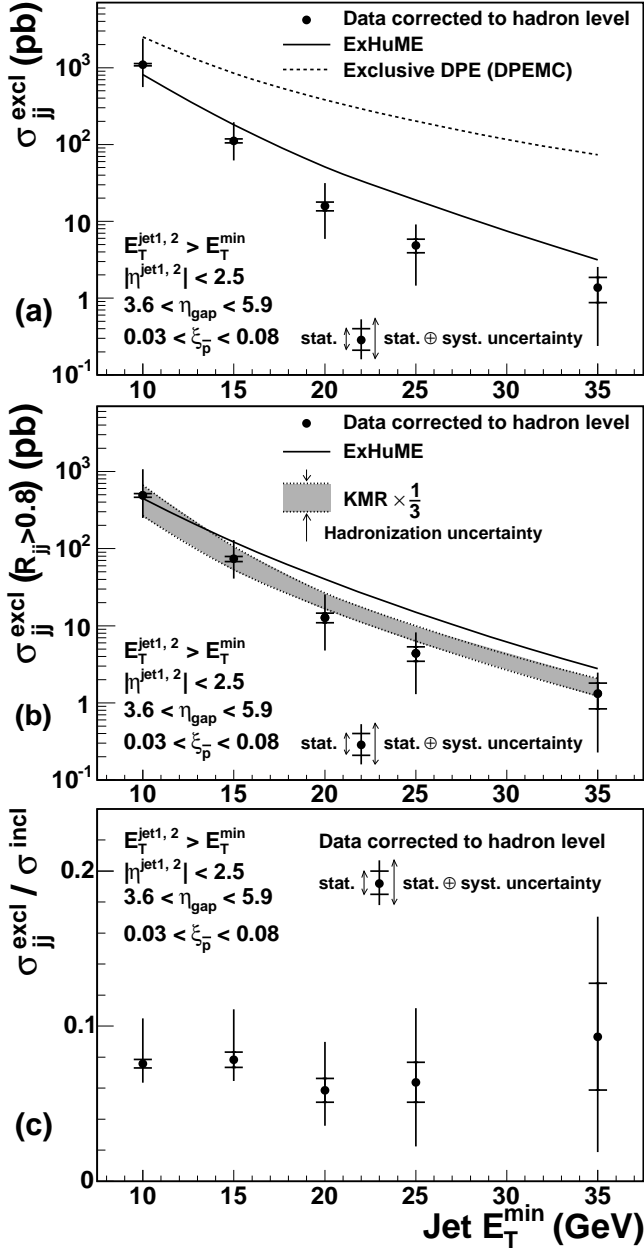 σ_jj^excl (pb)
Data corrected to hadron level
ExHuME
Exclusive DPE (DPEMC)
10^3
10^2
10
1
10^-1
E_T^jet1, 2 > E_T^min
|η^jet1, 2| < 2.5
3.6 < η_gap < 5.9
0.03 < ξ_p̄ < 0.08
(a)
stat. stat. ⊕ syst. uncertainty
10 15 20 25 30 35
σ_jj^excl (R_jj>0.8) (pb)
Data corrected to hadron level
ExHuME
KMR × 1/3
Hadronization uncertainty
10^3
10^2
10
1
10^-1
E_T^jet1, 2 > E_T^min
|η^jet1, 2| < 2.5
3.6 < η_gap < 5.9
0.03 < ξ_p̄ < 0.08
(b)
stat. stat. ⊕ syst. uncertainty
10 15 20 25 30 35
σ_jj^excl / σ^incl
E_T^jet1, 2 > E_T^min
|η^jet1, 2| < 2.5
3.6 < η_gap < 5.9
0.03 < ξ_p̄ < 0.08
Data corrected to hadron level
stat. stat. ⊕ syst. uncertainty
0.2
0.1
0
(c)
10 15 20 25 30 35
Jet E_T^min (GeV)